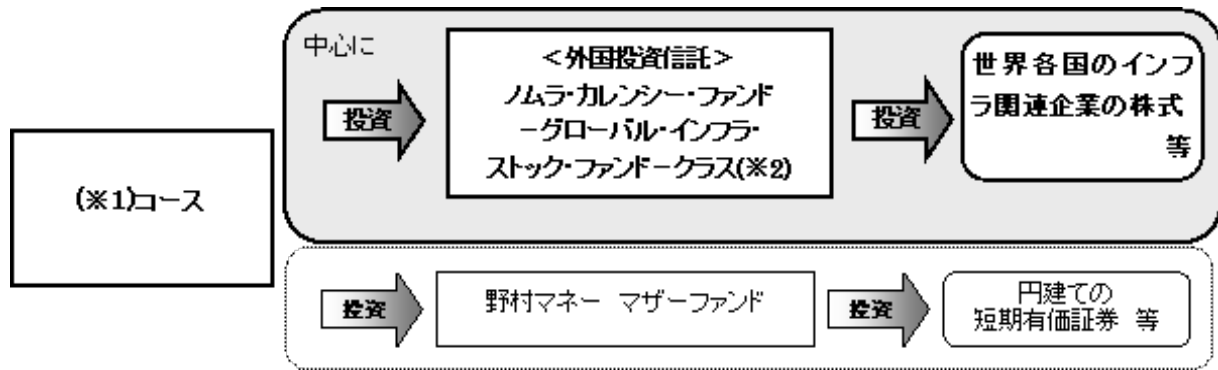 (※1)コース
中心に
投資
＜外国投資信託＞
ノムラ・カレンシー・ファンド
－グローバル・インフラ・
ストック・ファンド－クラス(※2)
投資
世界各国のインフ
ラ関連企業の株式
等
投資
野村マネー マザーファンド
投資
円建ての
短期有価証券 等